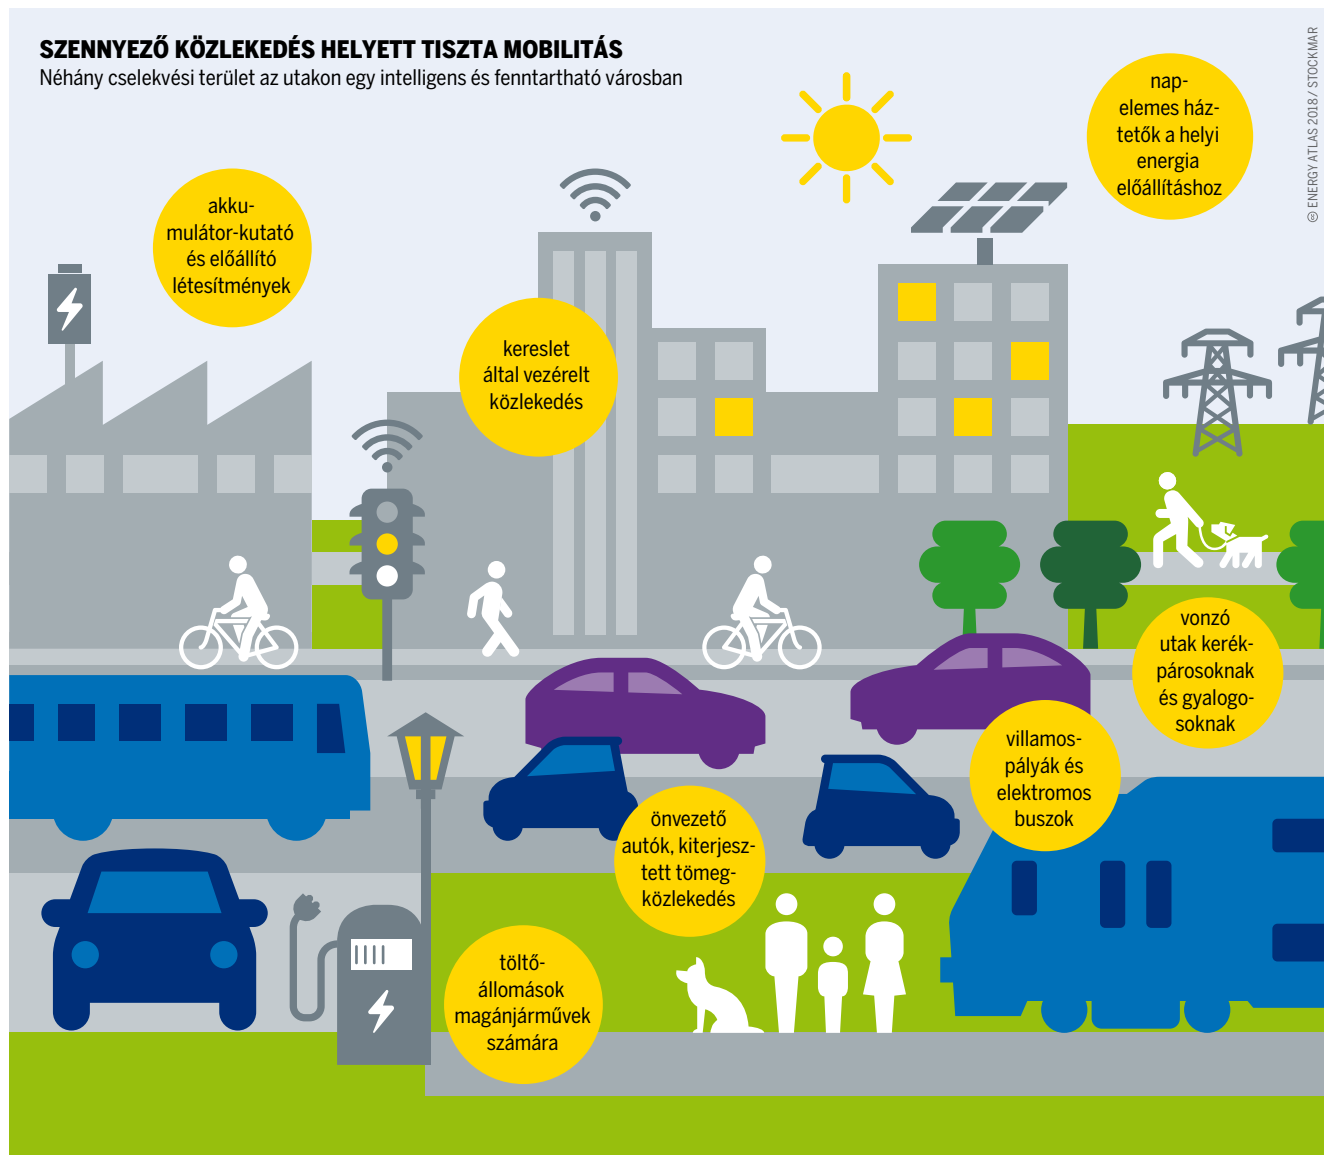 SZENNYEZŐ KÖZLEKEDÉS HELYETT TISZTA MOBILITÁS
Néhány cselekvési terület az utakon egy intelligens és fenntartható városban
© ENERGY ATLAS 2018 / STOCKMAR
nap-
elemes ház-
tetők a helyi
energia
előállításhoz
akku-
mulátor-kutató
és előállító
létesítmények
kereslet
által vezérelt
közlekedés
vonzó
utak kerék-
párosoknak
és gyalogo-
soknak
villamos-
pályák és
elektromos
buszok
önvezető
autók, kiterjesz-
tett tömeg-
közlekedés
töltő-
állomások
magánjárművek
számára